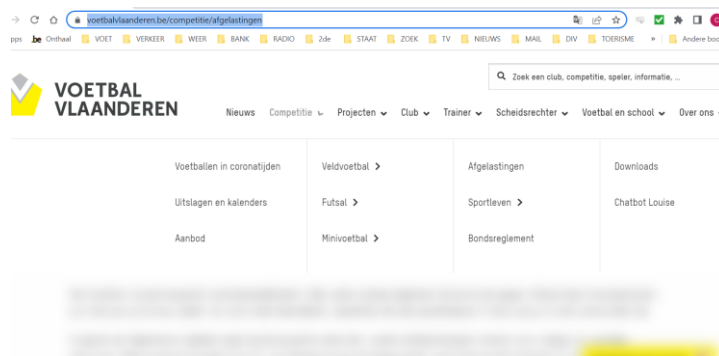 voetbalvlaanderen.be/competitie/afgelastingen
pps .be Onthaal VOET VERKEER WEER BANK RADIO 2de STAAT ZOEK TV NIEUWS MAIL DIV TOERISME » Andere boo
Zoek een club, competitie, speler, informatie, ...
VOETBAL
VLAANDEREN
Nieuws Competitie Projecten Club Trainer Scheidsrechter Voetbal en school Over ons
Voetballen in coronatijden Veldvoetbal > Afgelastingen Downloads
Uitslagen en kalenders Futsal > Sportleven > Chatbot Louise
Aanbod Minivoetbal > Bondsreglement